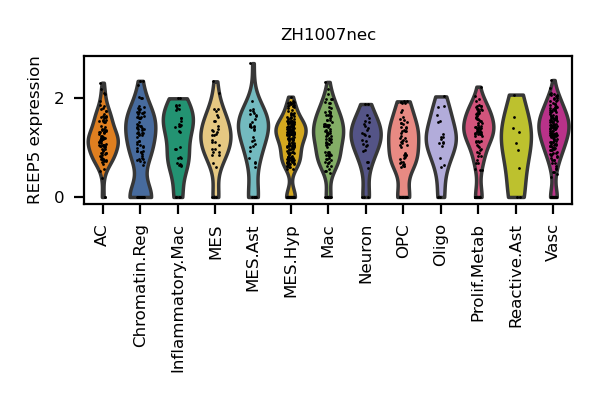 ZH1007nec
REEP5 expression
2
0
AC
Chromatin.Reg
Inflammatory.Mac
MES
MES.Ast
MES.Hyp
Mac
Neuron
OPC
Oligo
Prolif.Metab
Reactive.Ast
Vasc